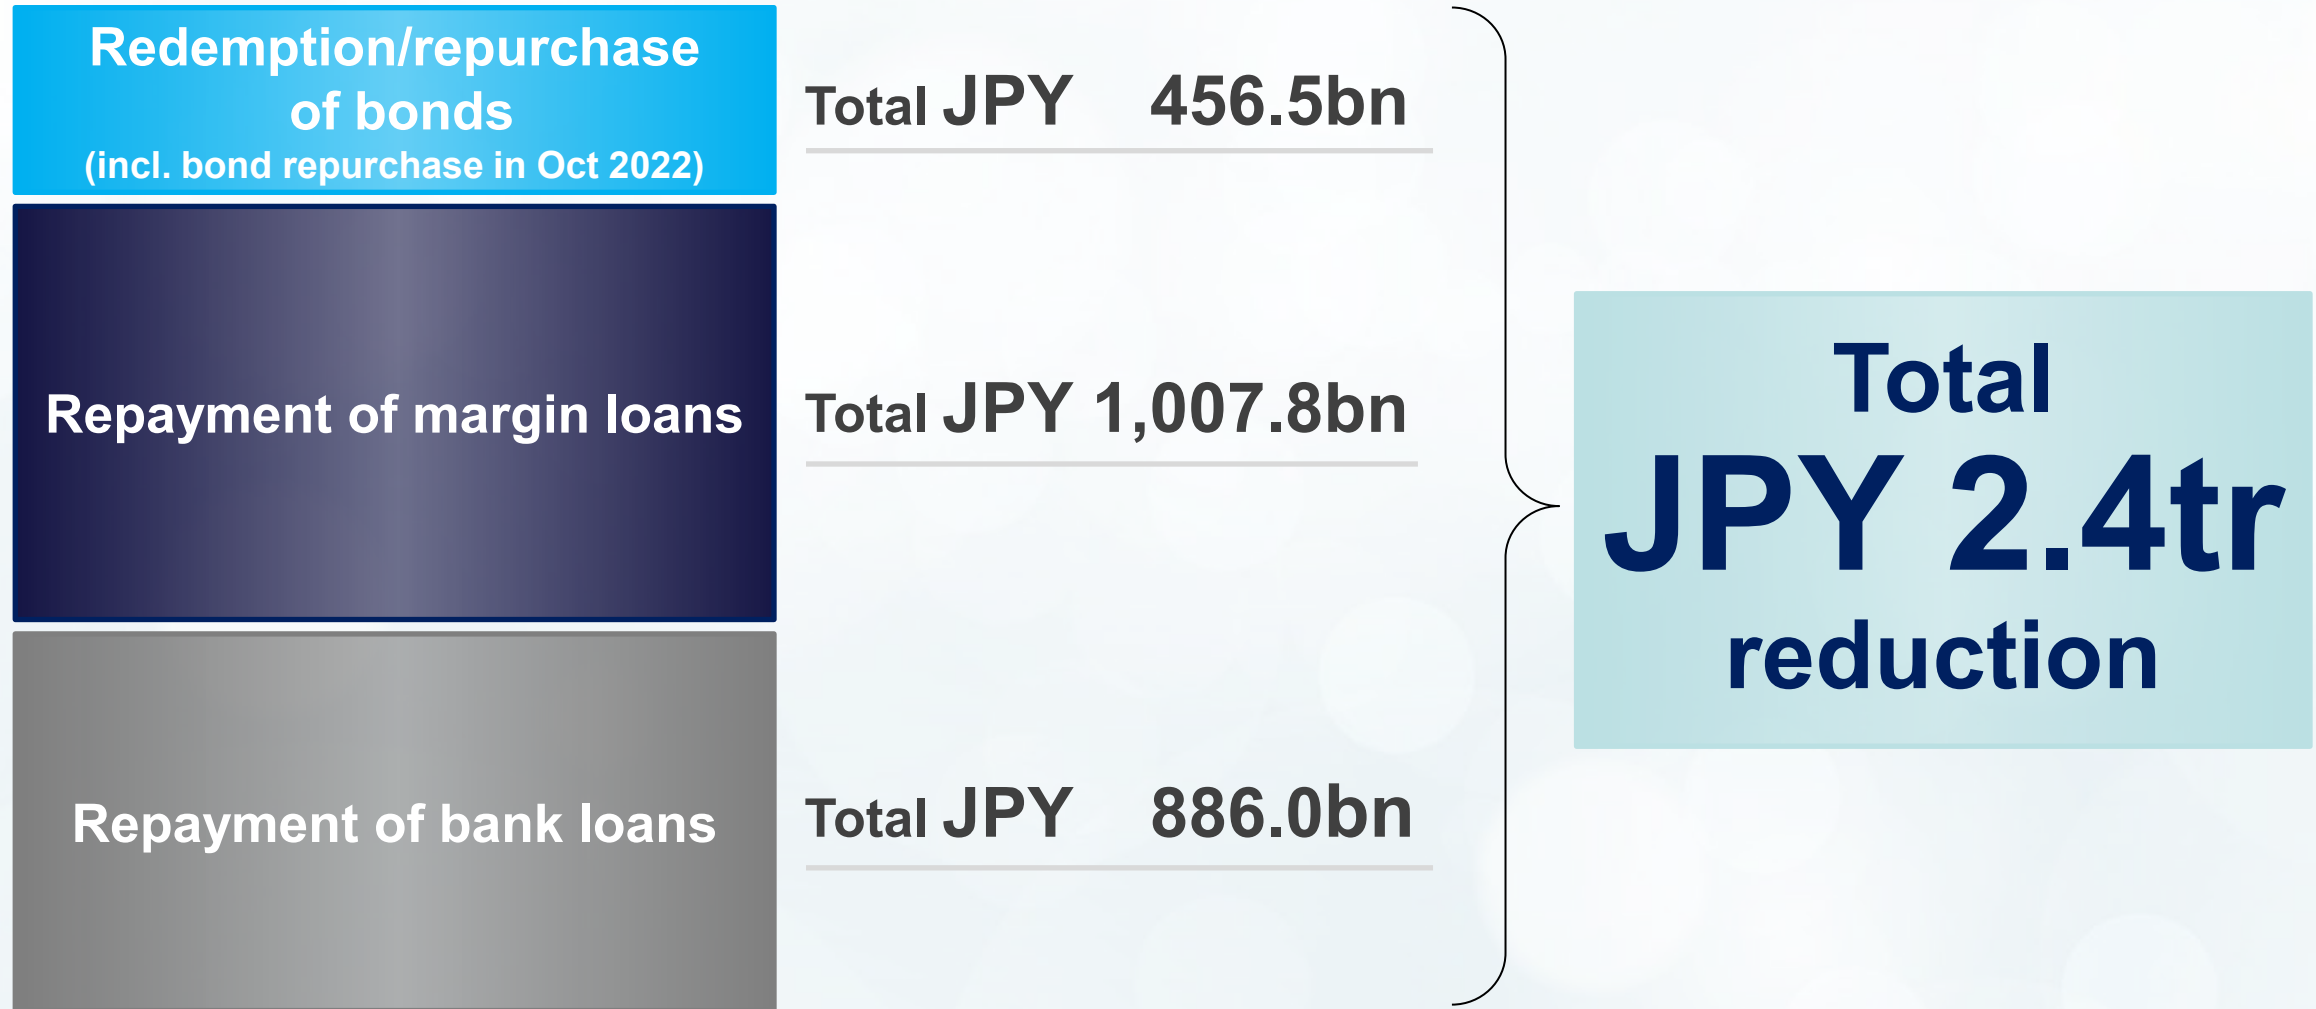 Redemption/repurchase
of bonds
(incl. bond repurchase in Oct 2022)
Total JPY 456.5bn
Repayment of margin loans
Total JPY 1,007.8bn
Repayment of bank loans
Total JPY 886.0bn
Total
JPY 2.4tr
reduction